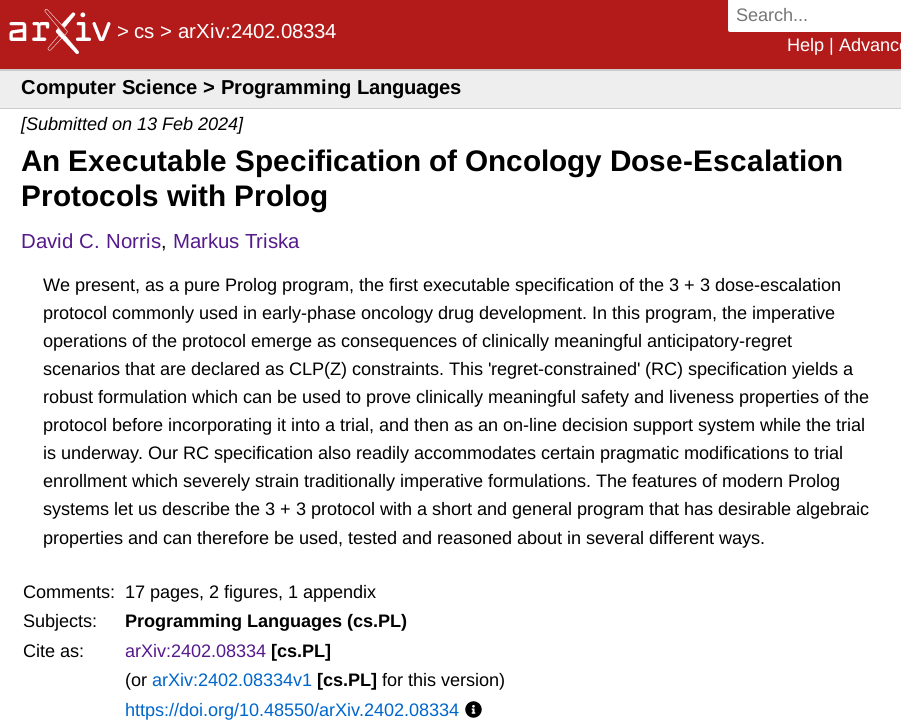 Search...
arXiv > cs > arXiv:2402.08334
Help | Advanc
Computer Science > Programming Languages
[Submitted on 13 Feb 2024]
An Executable Specification of Oncology Dose-Escalation
Protocols with Prolog
David C. Norris, Markus Triska
We present, as a pure Prolog program, the first executable specification of the 3 + 3 dose-escalation
protocol commonly used in early-phase oncology drug development. In this program, the imperative
operations of the protocol emerge as consequences of clinically meaningful anticipatory-regret
scenarios that are declared as CLP(Z) constraints. This 'regret-constrained' (RC) specification yields a
robust formulation which can be used to prove clinically meaningful safety and liveness properties of the
protocol before incorporating it into a trial, and then as an on-line decision support system while the trial
is underway. Our RC specification also readily accommodates certain pragmatic modifications to trial
enrollment which severely strain traditionally imperative formulations. The features of modern Prolog
systems let us describe the 3 + 3 protocol with a short and general program that has desirable algebraic
properties and can therefore be used, tested and reasoned about in several different ways.
Comments: 17 pages, 2 figures, 1 appendix
Subjects: Programming Languages (cs.PL)
Cite as: arXiv:2402.08334 [cs.PL]
(or arXiv:2402.08334v1 [cs.PL] for this version)
https://doi.org/10.48550/arXiv.2402.08334